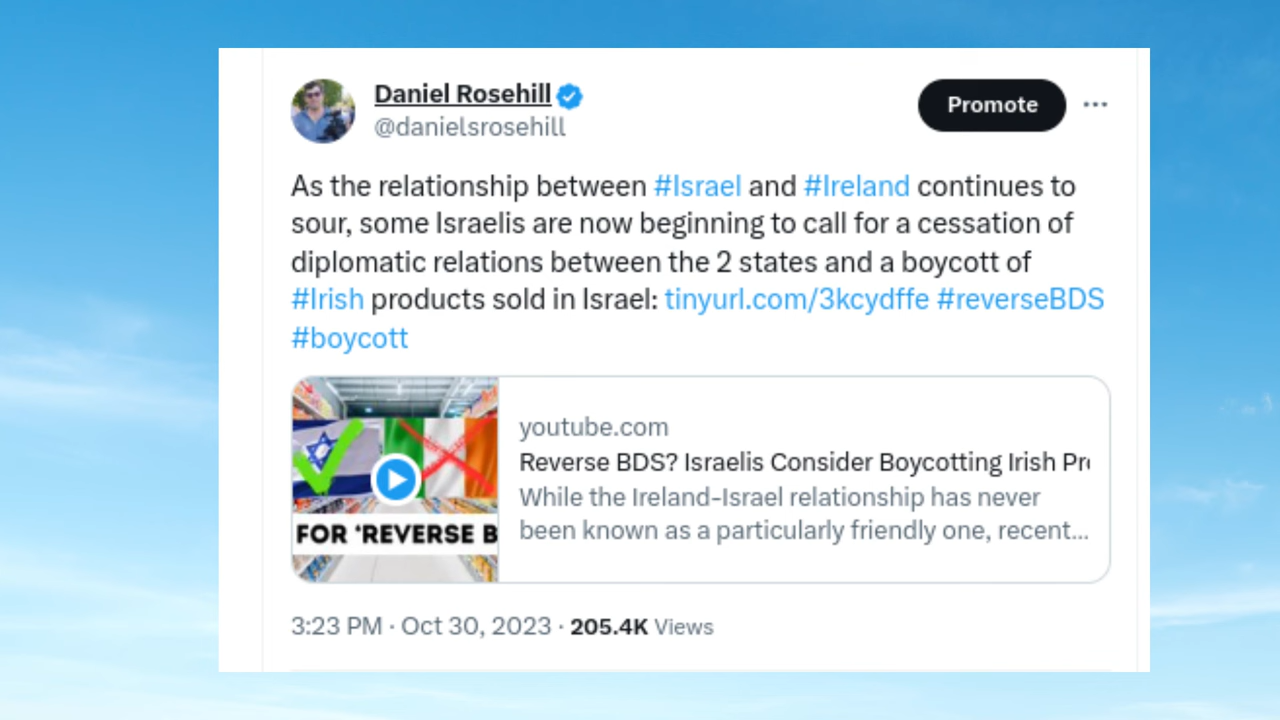 Daniel Rosehill
@danielsrosehill
Promote
As the relationship between #Israel and #Ireland continues to
sour, some Israelis are now beginning to call for a cessation of
diplomatic relations between the 2 states and a boycott of
#Irish products sold in Israel: tinyurl.com/3kcydffe #reverseBDS
#boycott
FOR ‘REVERSE B
youtube.com
Reverse BDS? Israelis Consider Boycotting Irish Pr
While the Ireland-Israel relationship has never
been known as a particularly friendly one, recent...
3:23 PM · Oct 30, 2023 · 205.4K Views